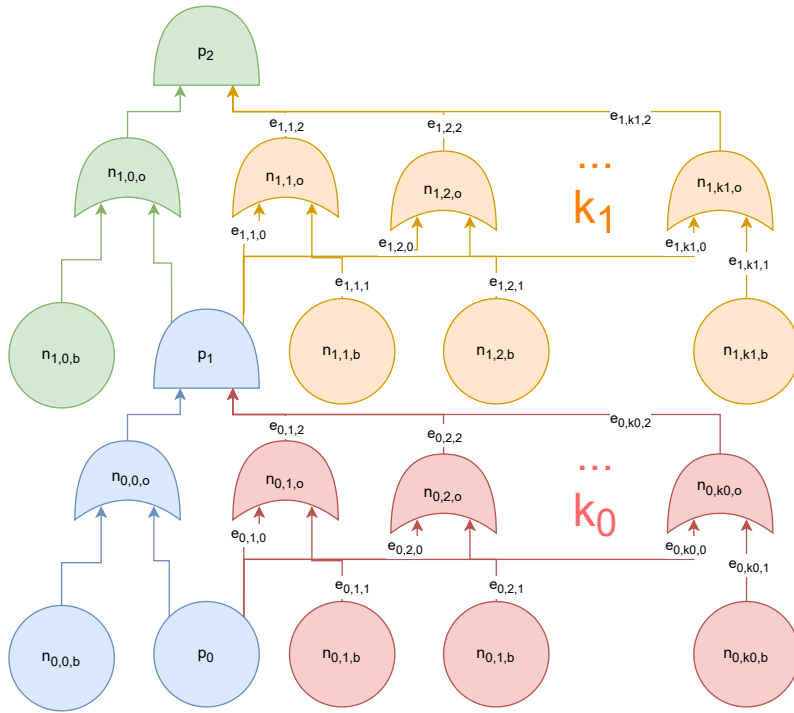 p2
e1,1,2
e1,2,2
e1,k1,2
n1,0,o
n1,1,o
n1,2,o
...
k1
n1,k1,o
e1,1,0
e1,2,0
e1,k1,0
e1,1,1
e1,2,1
e1,k1,1
n1,0,b
p1
n1,1,b
n1,2,b
n1,k1,b
e0,1,2
e0,2,2
e0,k0,2
n0,0,o
n0,1,o
n0,2,o
...
k0
n0,k0,o
e0,1,0
e0,2,0
e0,k0,0
e0,1,1
e0,2,1
e0,k0,1
n0,0,b
p0
n0,1,b
n0,1,b
n0,k0,b